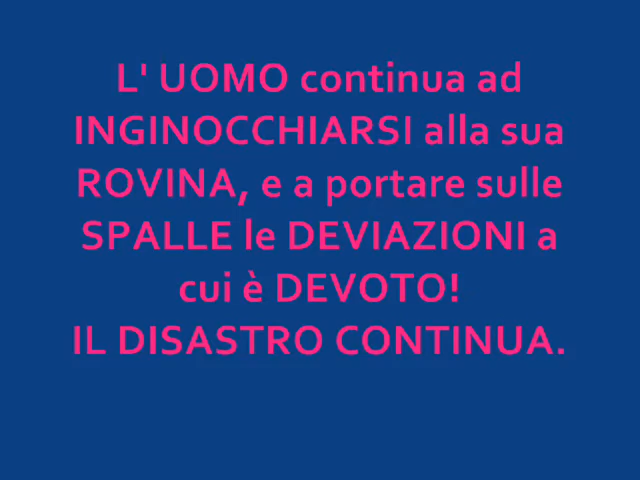 L' UOMO continua ad
INGINOCCHIARSI alla sua
ROVINA, e a portare sulle
SPALLE le DEVIAZIONI a
cui è DEVOTO!
IL DISASTRO CONTINUA.